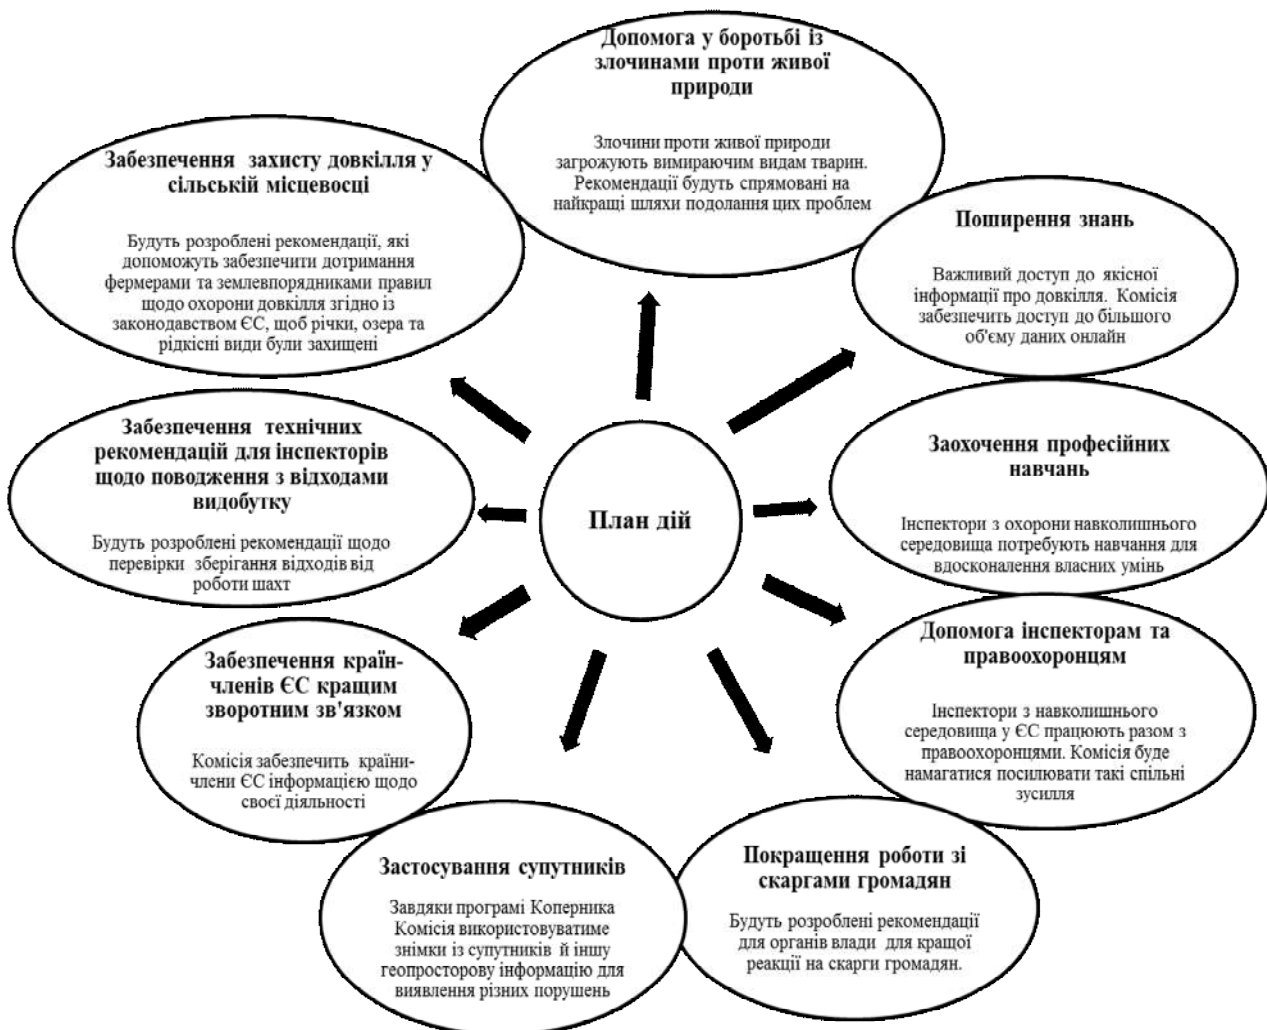 Допомога у боротьбі із
злочинами проти живої
природи
Злочини проти живої природи
загрожують вимираючим видам тварин.
Рекомендації будуть спрямовані на
найкращі шляхи подолання цих проблем
Забезпечення захисту довкілля у
сільській місцевосці
Будуть розроблені рекомендації, які
допоможуть забезпечити дотримання
фермерами та землевпорядниками правил
щодо охорони довкілля згідно із
законодавством ЄС, щоб річки, озера та
рідкісні види були захищені
Поширення знань
Важливий доступ до якісної
інформації про довкілля. Комісія
забезпечить доступ до більшого
об'єму даних онлайн
Забезпечення технічних
рекомендацій для інспекторів
щодо поводження з відходами
видобутку
Будуть розроблені рекомендації щодо
перевірки зберігання відходів від
роботи шахт
План дій
Заохочення професійних
навчань
Інспектори з охорони навколишнього
середовища потребують навчання для
вдосконалення власних умінь
Забезпечення країн-
членів ЄС кращим
зворотним зв'язком
Комісія забезпечить країни-
члени ЄС інформацією щодо
своєї діяльності
Допомога інспекторам та
правоохоронцям
Інспектори з навколишнього
середовища у ЄС працюють разом з
правоохоронцями. Комісія буде
намагатися посилювати такі спільні
зусилля
Застосування супутників
Завдяки програмі Коперника
Комісія використовуватиме
знімки із супутників й іншу
геопросторову інформацію для
виявлення різних порушень
Покращення роботи зі
скаргами громадян
Будуть розроблені рекомендації
для органів влади для кращої
реакції на скарги громадян.